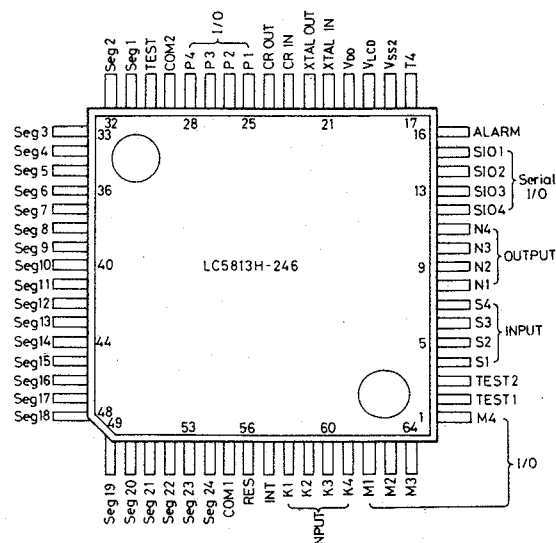 I/O
Seg 2
Seg 1
TEST
COM2
P4
P3
P2
P1
CR OUT
CR IN
XTAL OUT
XTAL IN
VDD
VLCD
VSS2
T4
32
28
25
21
17
33
36
40
44
48
49
53
56
60
64
16
13
9
5
1
Seg 3
Seg 4
Seg 5
Seg 6
Seg 7
Seg 8
Seg 9
Seg10
Seg11
Seg12
Seg13
Seg14
Seg15
Seg16
Seg17
Seg18
LC5813H-246
ALARM
SIO1
SIO2
SIO3
SIO4
Serial
I/O
N4
N3
N2
N1
OUTPUT
S4
S3
S2
S1
INPUT
TEST2
TEST1
M4
I/O
Seg 19
Seg 20
Seg 21
Seg 22
Seg 23
Seg 24
COM1
RES
INT
K1
K2
K3
K4
M1
M2
M3
INPUT